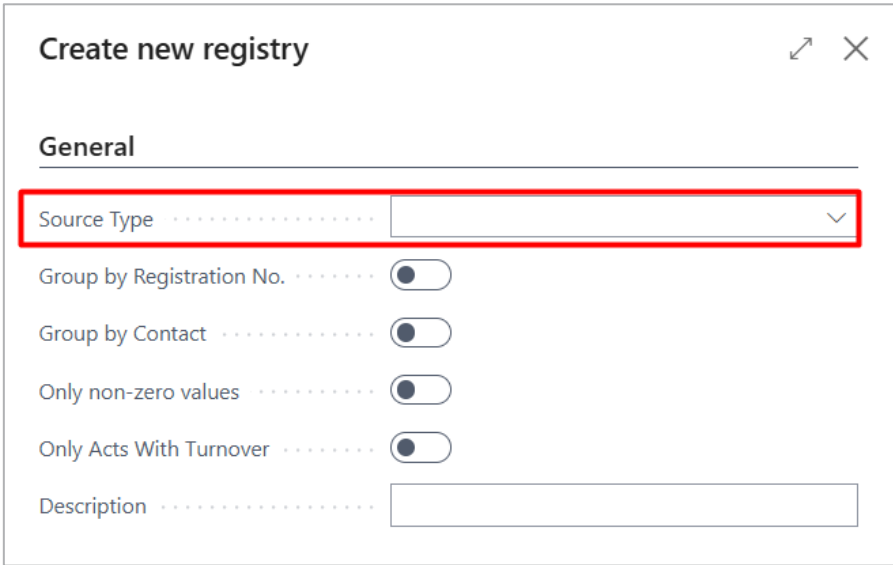 Create new registry
General
Source Type
Group by Registration No.
Group by Contact
Only non-zero values
Only Acts With Turnover
Description